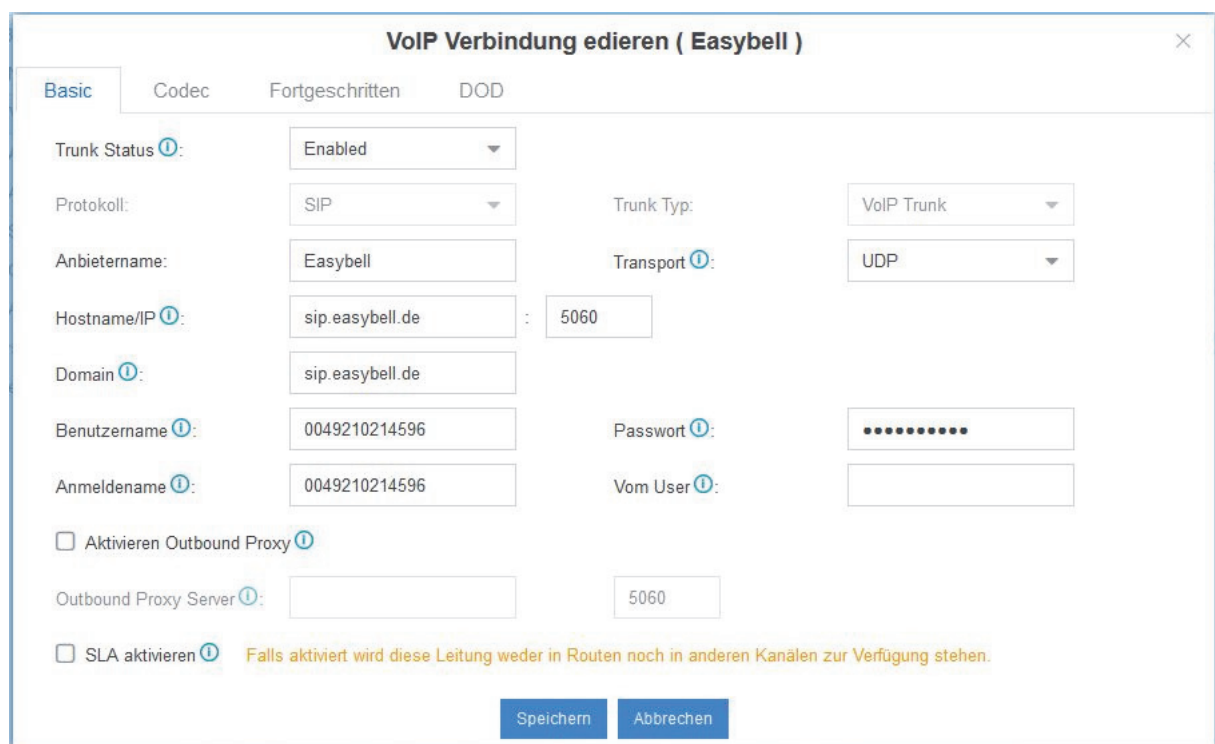 VoIP Verbindung edieren ( Easybell )
Basic Codec Fortgeschritten DOD
Trunk Status: Enabled
Protokoll: SIP Trunk Typ: VoIP Trunk
Anbietername: Easybell Transport: UDP
Hostname/IP: sip.easybell.de : 5060
Domain: sip.easybell.de
Benutzername: 0049210214596 Passwort: ••••••••••
Anmeldename: 0049210214596 Vom User:
Aktivieren Outbound Proxy
Outbound Proxy Server: 5060
SLA aktivieren Falls aktiviert wird diese Leitung weder in Routen noch in anderen Kanälen zur Verfügung stehen.
Speichern Abbrechen